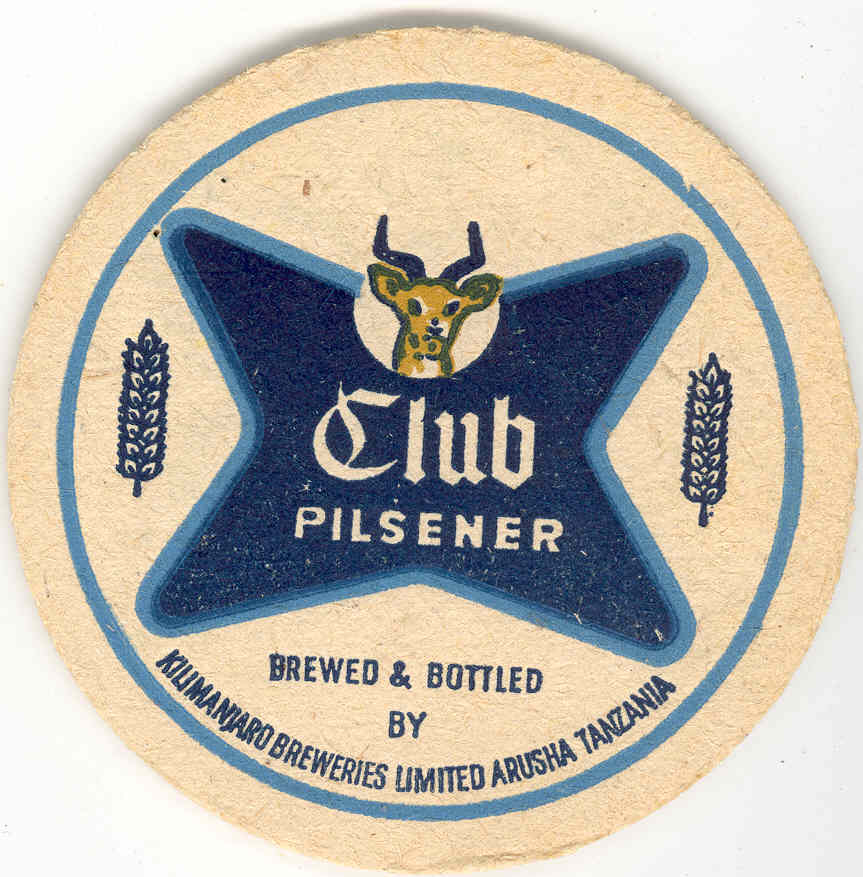 Club
PILSENER
BREWED & BOTTLED
BY
KILIMANJARO BREWERIES LIMITED ARUSHA TANZANIA